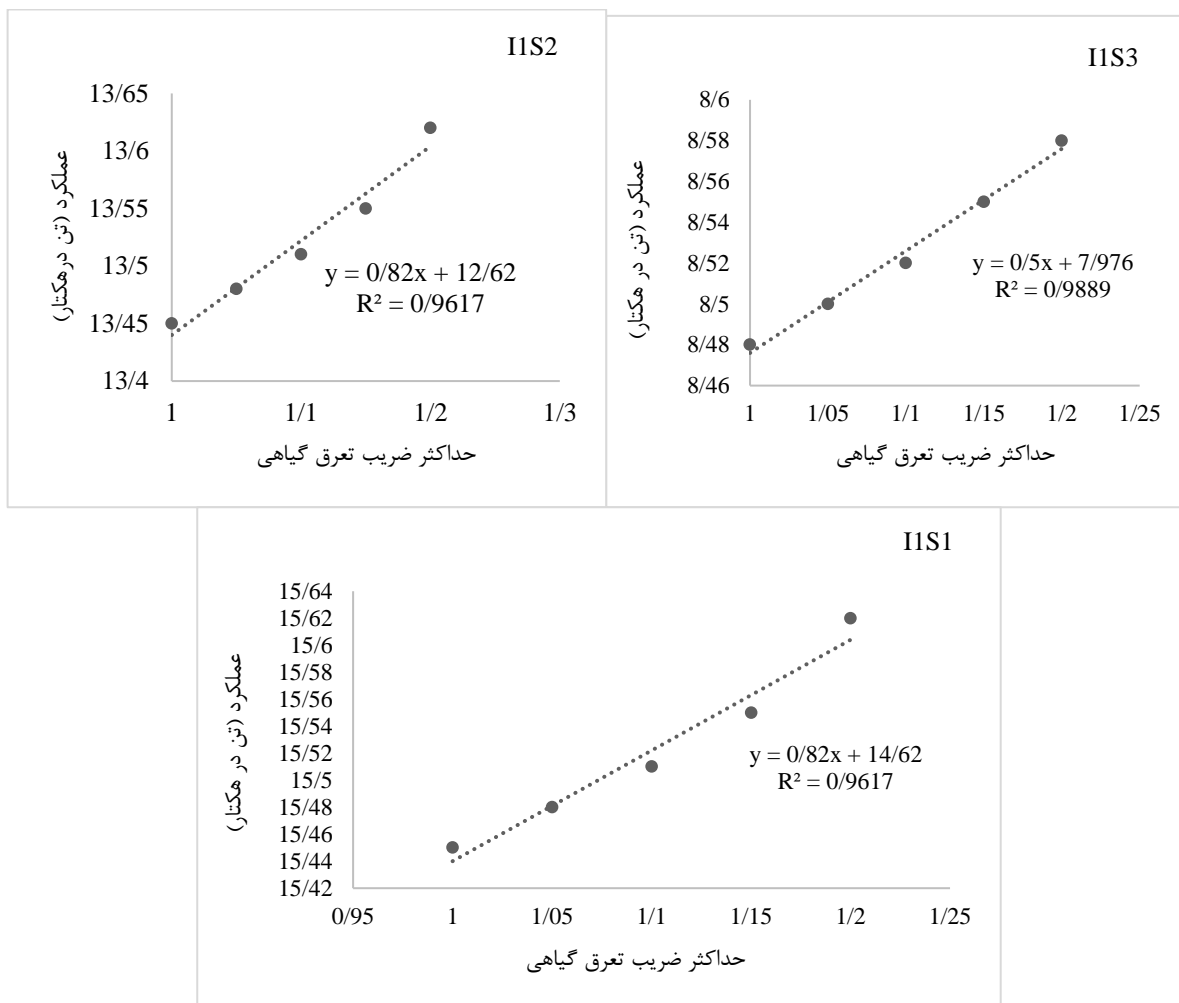 I1S2
13/65
13/6
13/55
13/5
13/45
13/4
عملکرد (تن در هکتار)
y = 0/82x + 12/62
R² = 0/9617
1 1/1 1/2 1/3
حداکثر ضریب تعرق گیاهی
I1S3
8/6
8/58
8/56
8/54
8/52
8/5
8/48
8/46
عملکرد (تن در هکتار)
y = 0/5x + 7/976
R² = 0/9889
1 1/05 1/1 1/15 1/2 1/25
حداکثر ضریب تعرق گیاهی
I1S1
15/64
15/62
15/6
15/58
15/56
15/54
15/52
15/5
15/48
15/46
15/44
15/42
عملکرد (تن در هکتار)
y = 0/82x + 14/62
R² = 0/9617
0/95 1 1/05 1/1 1/15 1/2 1/25
حداکثر ضریب تعرق گیاهی